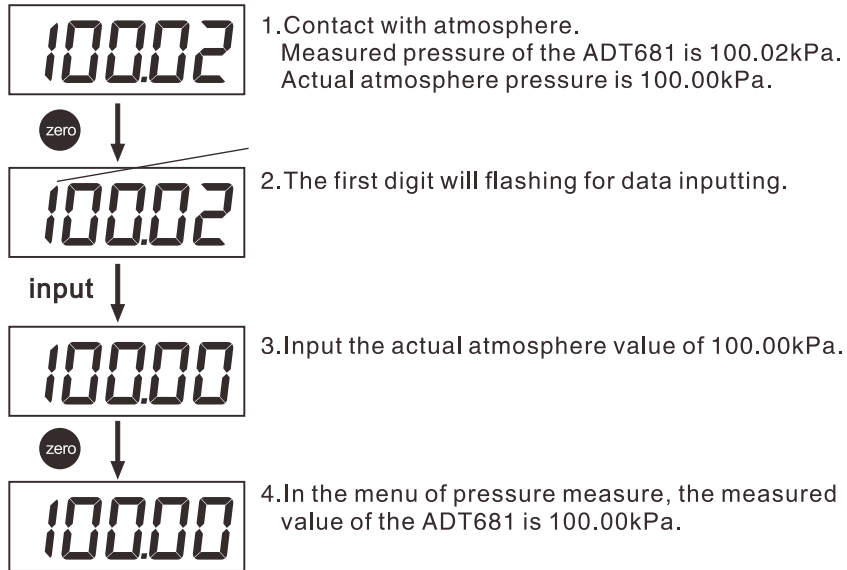 100.02
1.Contact with atmosphere.
Measured pressure of the ADT681 is 100.02kPa.
Actual atmosphere pressure is 100.00kPa.
zero
100.02
2.The first digit will flashing for data inputting.
input
100.00
3.Input the actual atmosphere value of 100.00kPa.
zero
100.00
4.In the menu of pressure measure, the measured
value of the ADT681 is 100.00kPa.